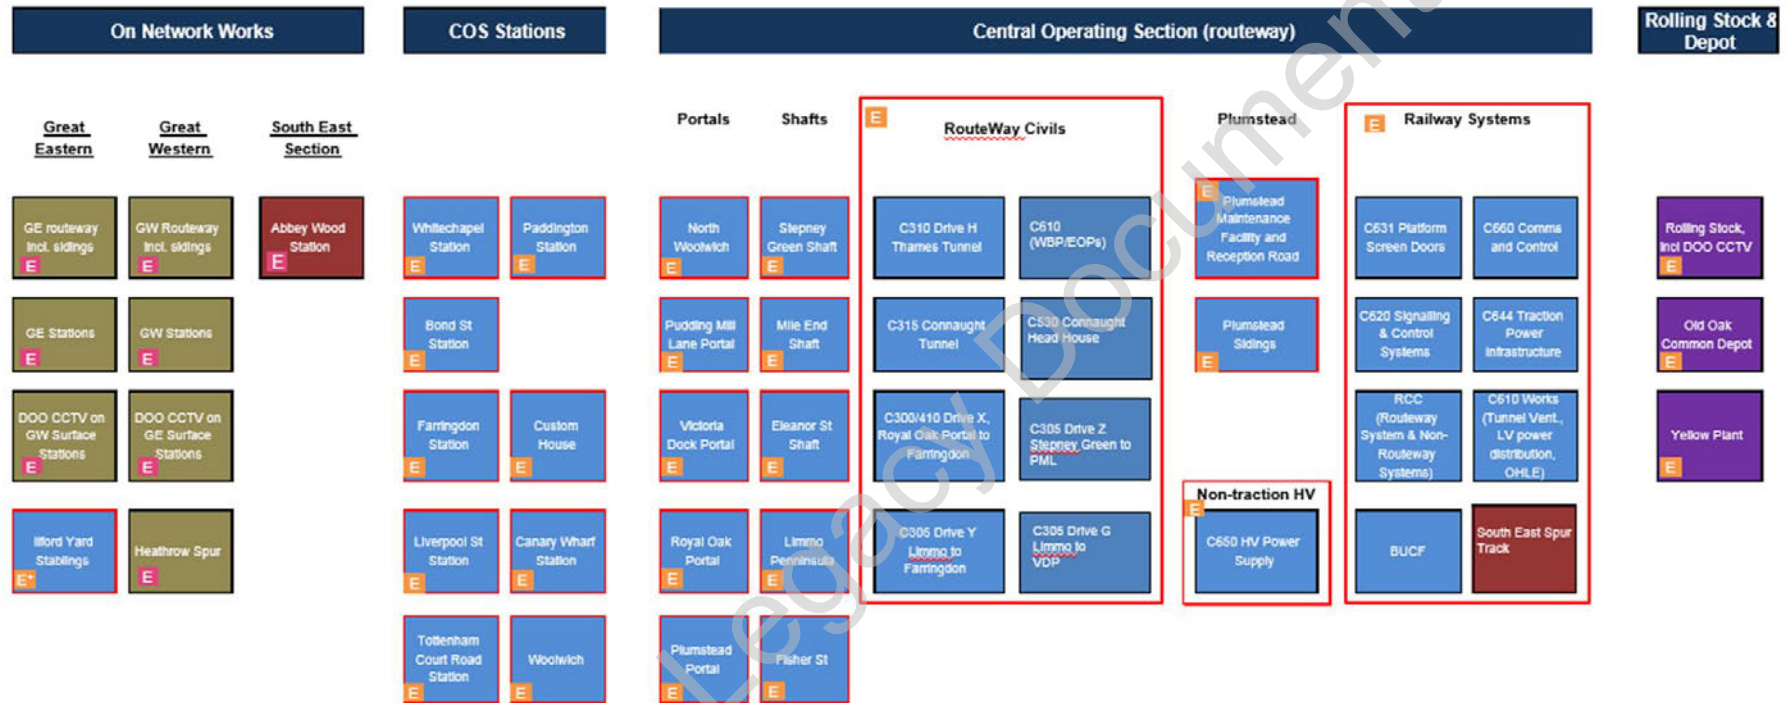 On Network Works
COS Stations
Central Operating Section (routeway)
Rolling Stock &
Depot
Great
Eastern
Great
Western
South East
Section
Portals
Shafts
E
RouteWay Civils
Plumstead
E
Railway Systems
GE routeway
Incl. sidings
E
GW Routeway
Incl. sidings
E
Abbey Wood
Station
E
Whitechapel
Station
E
Paddington
Station
E
North
Woolwich
E
Stepney
Green Shaft
E
C310 Drive H
Thames Tunnel
C610
(WBP/EOPs)
E
Plumstead
Maintenance
Facility and
Reception Road
C631 Platform
Screen Doors
C660 Comms
and Control
Rolling Stock,
Incl DOO CCTV
E
GE Stations
E
GW Stations
E
Bond St
Station
E
Pudding Mill
Lane Portal
E
Mile End
Shaft
E
C315 Connaught
Tunnel
C530 Connaught
Head House
Plumstead
Sidings
E
C620 Signalling
& Control
Systems
C644 Traction
Power
Infrastructure
Old Oak
Common Depot
E
DOO CCTV on
GW Surface
Stations
E
DOO CCTV on
GE Surface
Stations
E
Farringdon
Station
E
Custom
House
E
Victoria
Dock Portal
E
Eleanor St
Shaft
E
C300/410 Drive X,
Royal Oak Portal to
Farringdon
C305 Drive Z
Stepney Green to
PML
RCC
(Routeway
System & Non-
Routeway
Systems)
C610 Works
(Tunnel Vent.,
LV power
distribution,
OHLE)
Yellow Plant
E
Non-traction HV
E
Ilford Yard
Stablings
E*
Heathrow Spur
E
Liverpool St
Station
E
Canary Wharf
Station
E
Royal Oak
Portal
E
Limmo
Penninsula
E
C305 Drive Y
Limmo to
Farringdon
C305 Drive G
Limmo to
VDP
C650 HV Power
Supply
BUCF
South East Spur
Track
Tottenham
Court Road
Station
E
Woolwich
E
Plumstead
Portal
E
Fisher St
E
Legacy Document